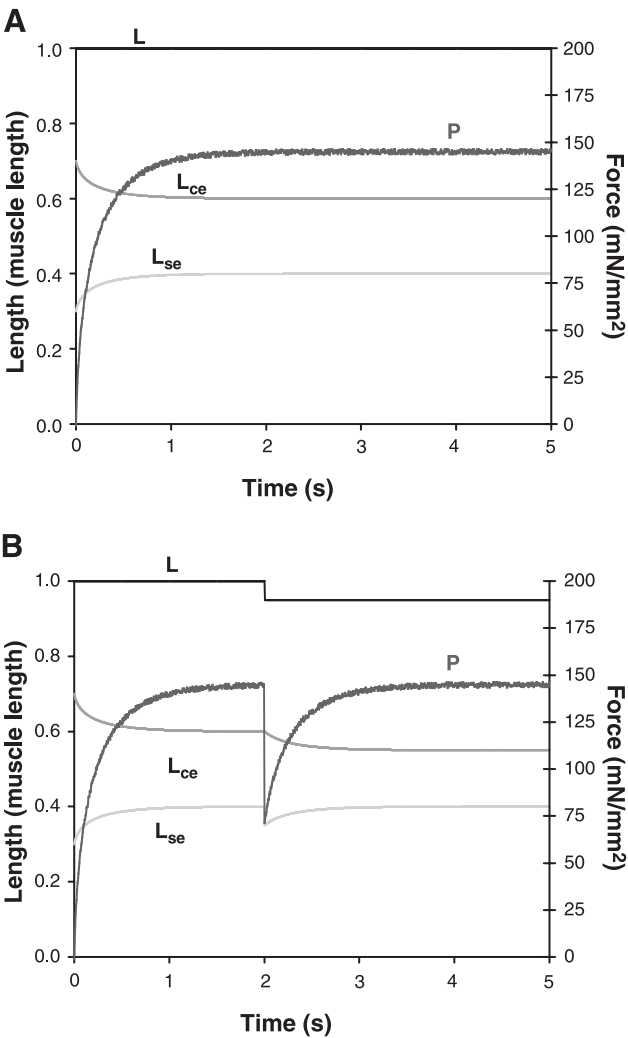 A
L
1.0
0.8
0.6
0.4
0.2
0.0
Length (muscle length)
200
175
150
125
100
75
50
25
0
Force (mN/mm2)
P
Lce
Lse
0 1 2 3 4 5
Time (s)
B
L
1.0
0.8
0.6
0.4
0.2
0.0
Length (muscle length)
200
175
150
125
100
75
50
25
0
Force (mN/mm2)
P
Lce
Lse
0 1 2 3 4 5
Time (s)